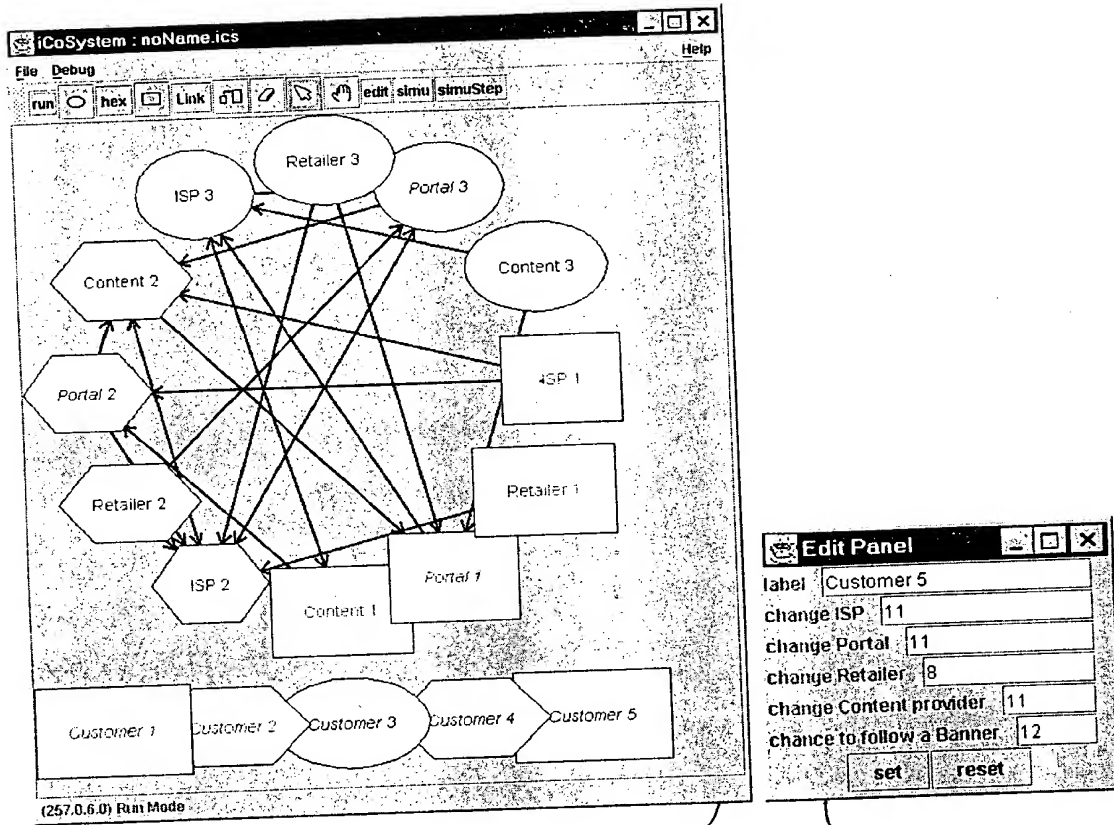 iCoSystem : noName.ics
File Debug Help
run hex Link edit simu simuStep
Retailer 3
ISP 3
Portal 3
Content 3
Content 2
ISP 1
Portal 2
Retailer 1
Retailer 2
ISP 2
Portal 1
Content 1
Customer 1 Customer 2 Customer 3 Customer 4 Customer 5
(257.0.6.0) Run Mode
Edit Panel
label Customer 5
change ISP 11
change Portal 11
change Retailer 8
change Content provider 11
chance to follow a Banner 12
set reset